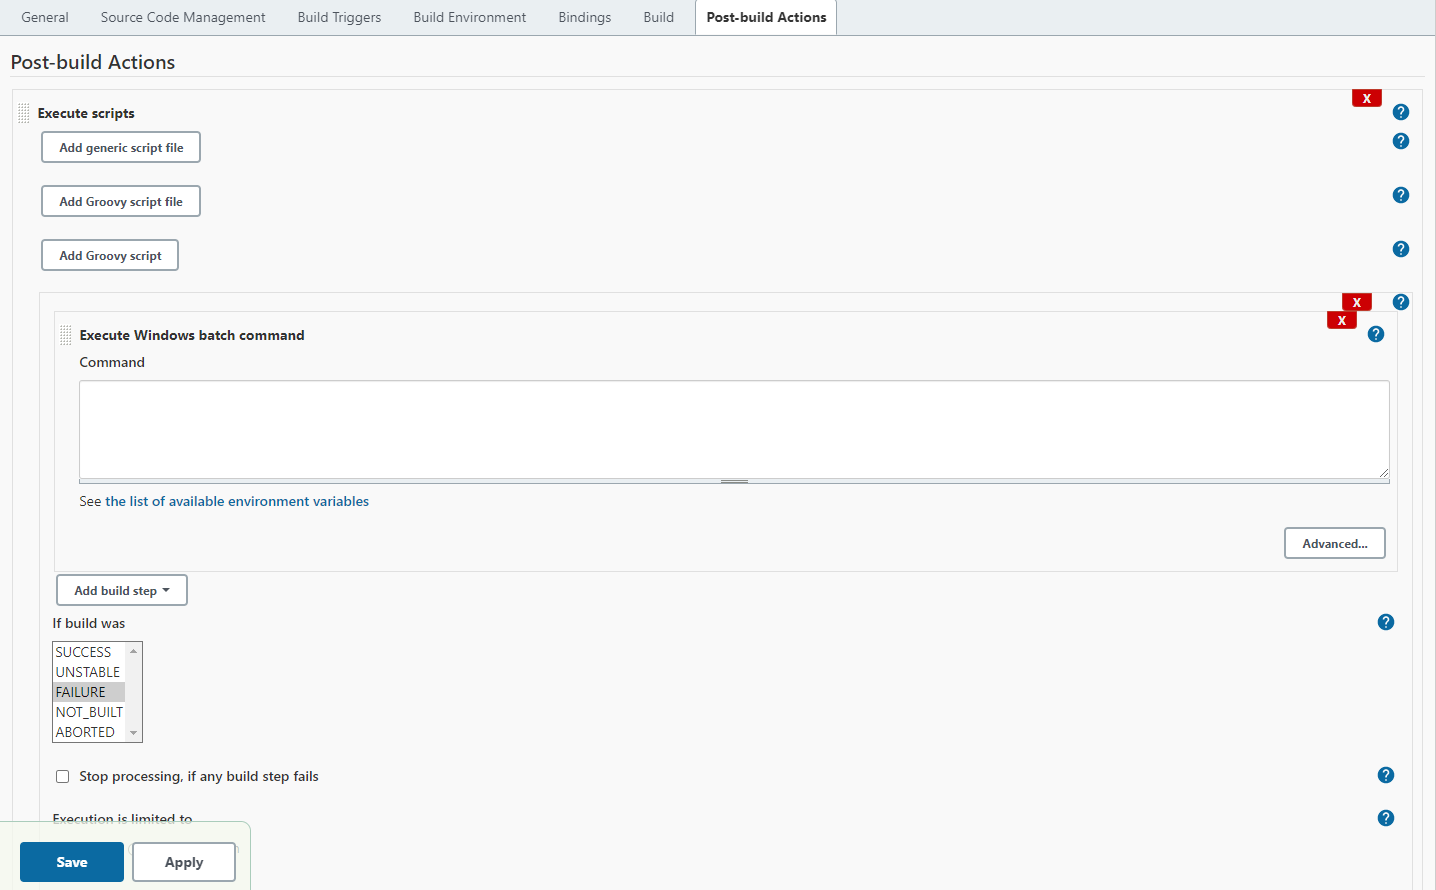 General Source Code Management Build Triggers Build Environment Bindings Build Post-build Actions
Post-build Actions
X
Execute scripts ?
Add generic script file ?
Add Groovy script file ?
Add Groovy script ?
X ?
X
Execute Windows batch command ?
Command
See the list of available environment variables
Advanced...
Add build step
If build was ?
SUCCESS
UNSTABLE
FAILURE
NOT_BUILT
ABORTED
Stop processing, if any build step fails ?
Execution is limited to ?
Save Apply